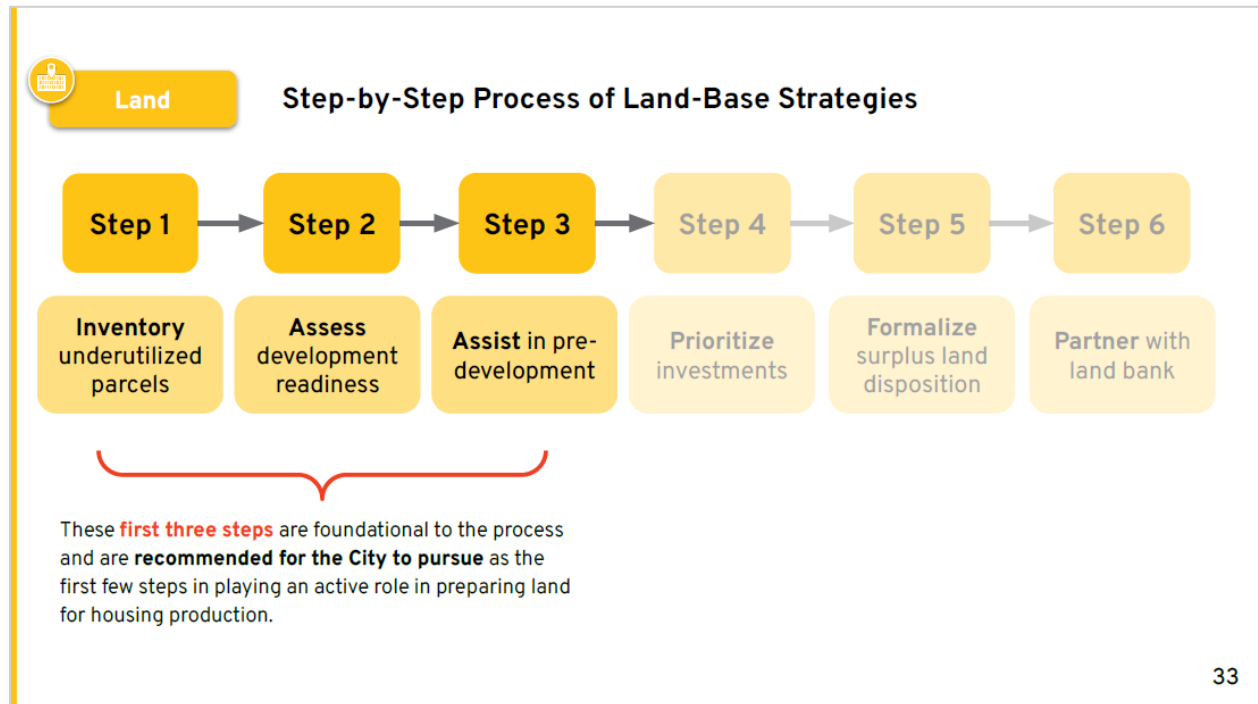 Land
Step-by-Step Process of Land-Base Strategies
Step 1
Step 2
Step 3
Step 4
Step 5
Step 6
Inventory
underutilized
parcels
Assess
development
readiness
Assist in pre-
development
Prioritize
investments
Formalize
surplus land
disposition
Partner with
land bank
These first three steps are foundational to the process
and are recommended for the City to pursue as the
first few steps in playing an active role in preparing land
for housing production.
33